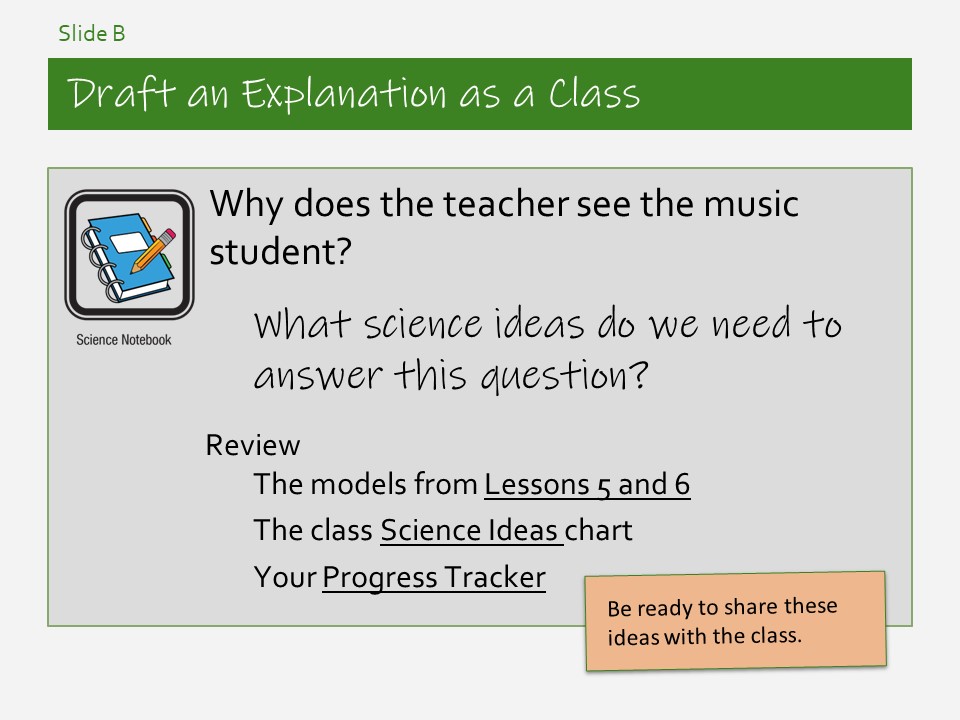 Slide B
Draft an Explanation as a Class
Why does the teacher see the music
student?
Science Notebook
What science ideas do we need to
answer this question?
Review
The models from Lessons 5 and 6
The class Science Ideas chart
Your Progress Tracker
Be ready to share these
ideas with the class.